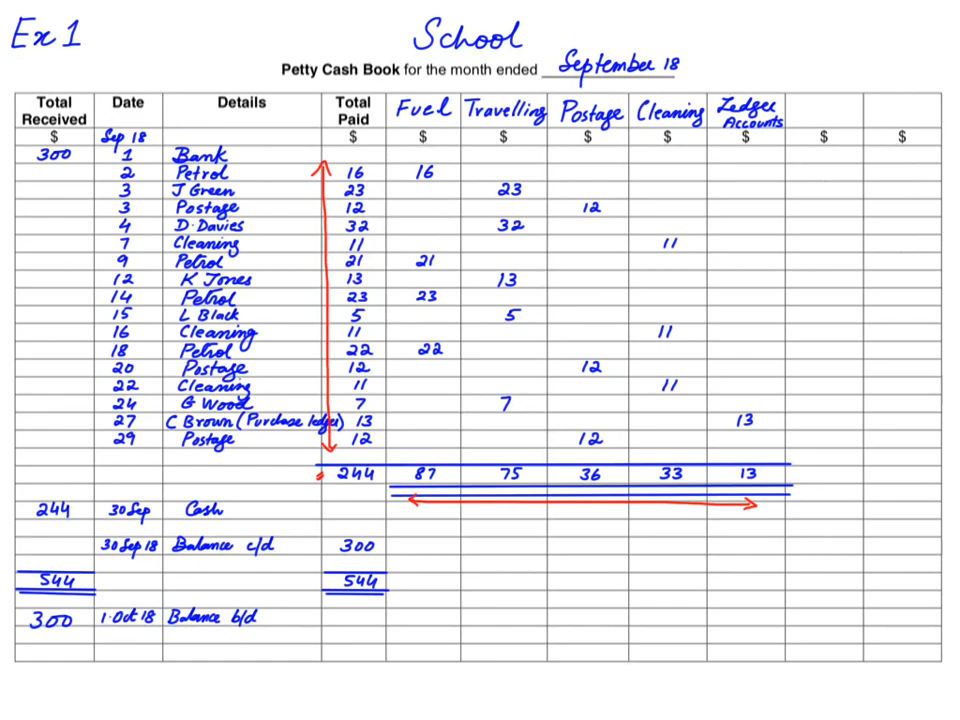 Ex 1
School
Petty Cash Book for the month ended September 18
Total Received Date Details Total Paid Fuel Travelling Postage Cleaning Ledger Accounts
$ Sep 18 $ $ $ $ $ $ $ $
300 1 Bank
2 Petrol 16 16
3 J Green 23 23
3 Postage 12 12
4 D. Davies 32 32
7 Cleaning 11 11
9 Petrol 21 21
12 K Jones 13 13
14 Petrol 23 23
15 L Black 5 5
16 Cleaning 11 11
18 Petrol 22 22
20 Postage 12 12
22 Cleaning 11 11
24 G Wood 7 7
27 C Brown (Purchase ledger) 13 13
29 Postage 12 12
244 87 75 36 33 13
244 30 Sep Cash
30 Sep 18 Balance c/d 300
544 544
300 1. Oct 18 Balance b/d